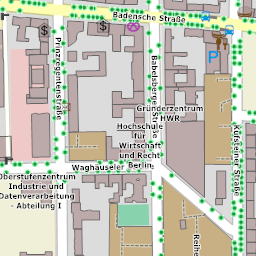 Badensche Straße
Prinzregentenstraße
Babelsberger Straße
Gründerzentrum
HWR
Hochschule
für
Wirtschaft
und Recht
Berlin
Kufsteiner Straße
Waghäuseler
Oberstufenzentrum
Industrie und
Datenverarbeitung
- Abteilung I
Reihe